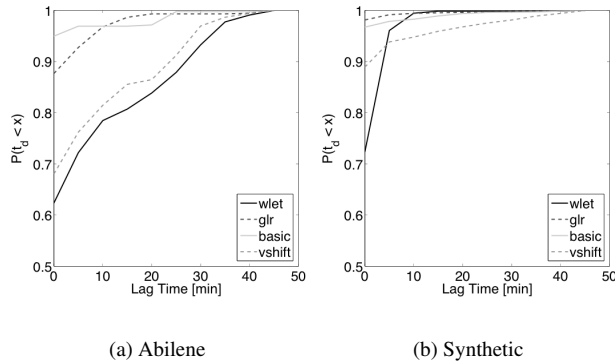 1
0.9
0.8
0.7
0.6
0.5
P(t_d < x)
0 10 20 30 40 50
Lag Time [min]
wlet
glr
basic
vshift
(a) Abilene
1
0.9
0.8
0.7
0.6
0.5
P(t_d < x)
0 10 20 30 40 50
Lag Time [min]
wlet
glr
basic
vshift
(b) Synthetic